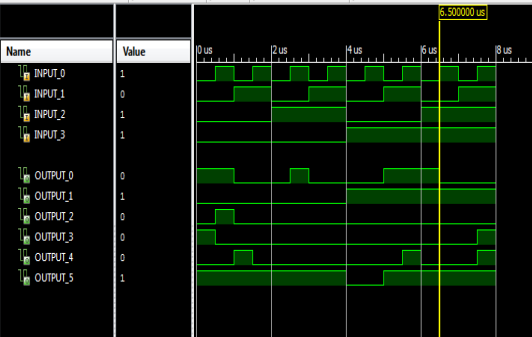 6.500000 us
Name Value 0 us 2 us 4 us 6 us 8 us
INPUT_0 1
INPUT_1 0
INPUT_2 1
INPUT_3 1
OUTPUT_0 0
OUTPUT_1 1
OUTPUT_2 0
OUTPUT_3 0
OUTPUT_4 0
OUTPUT_5 1